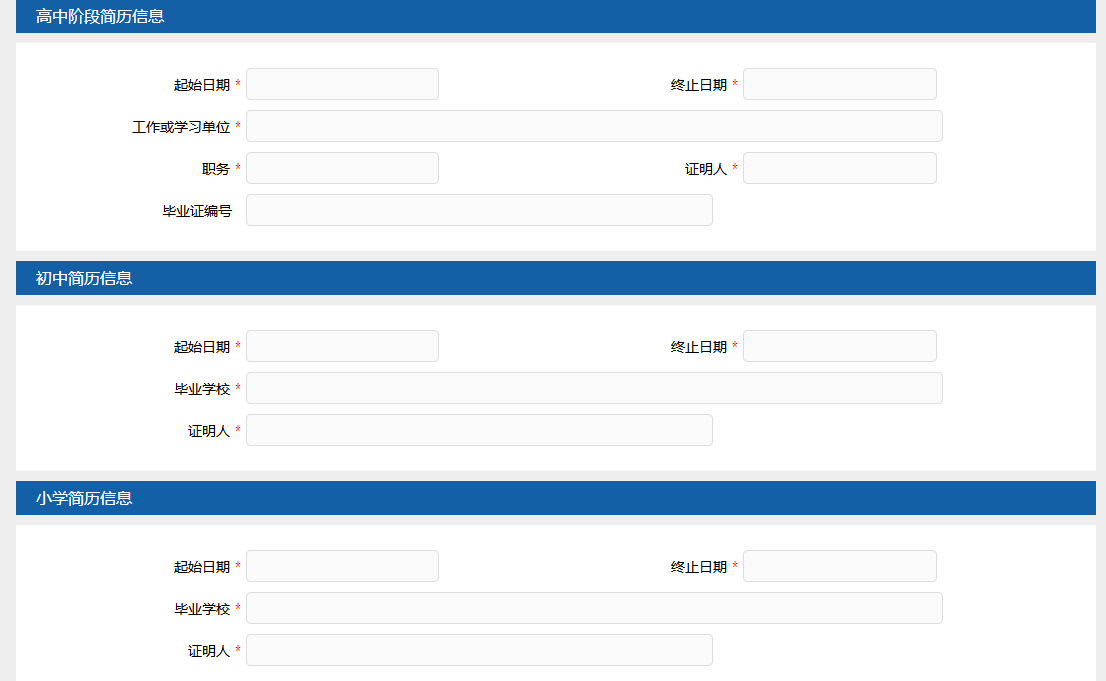 高中阶段简历信息
起始日期 * 终止日期 *
工作或学习单位 *
职务 * 证明人 *
毕业证编号
初中简历信息
起始日期 * 终止日期 *
毕业学校 *
证明人 *
小学简历信息
起始日期 * 终止日期 *
毕业学校 *
证明人 *